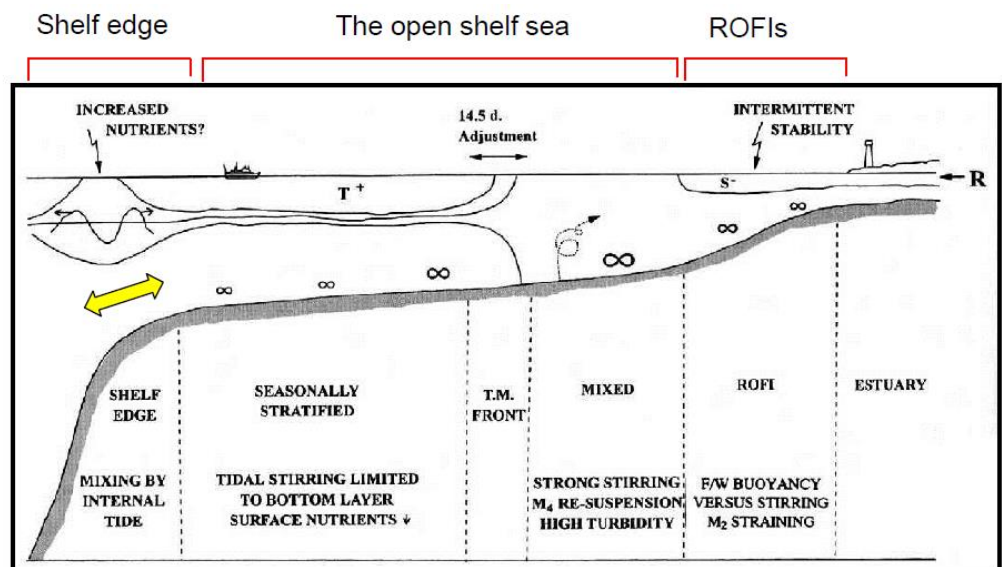 Shelf edge
The open shelf sea
ROFIs
INCREASED
NUTRIENTS?
14.5 d.
Adjustment
INTERMITTENT
STABILITY
T +
S-
R
∞ ∞ ∞ ∞ ∞ ∞
SHELF
EDGE
SEASONALLY
STRATIFIED
T.M.
FRONT
MIXED
ROFI
ESTUARY
MIXING BY
INTERNAL
TIDE
TIDAL STIRRING LIMITED
TO BOTTOM LAYER
SURFACE NUTRIENTS ↓
STRONG STIRRING
M4 RE-SUSPENSION
HIGH TURBIDITY
F/W BUOYANCY
VERSUS STIRRING
M2 STRAINING